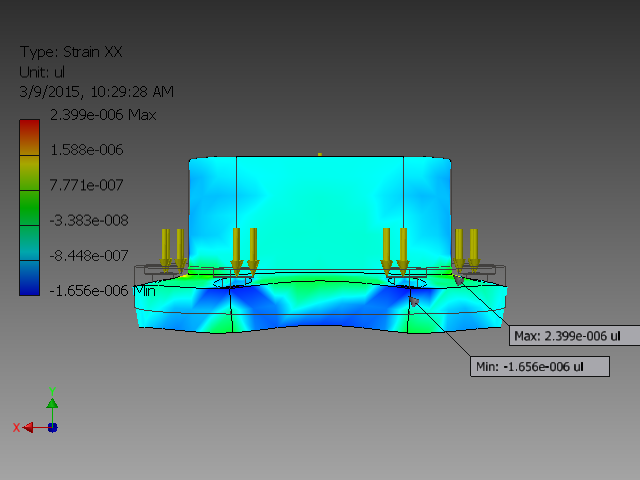 Type: Strain XX
Unit: ul
3/9/2015, 10:29:28 AM
2.399e-006 Max
1.588e-006
7.771e-007
-3.383e-008
-8.448e-007
-1.656e-006 Min
Max: 2.399e-006 ul
Min: -1.656e-006 ul
Y
X